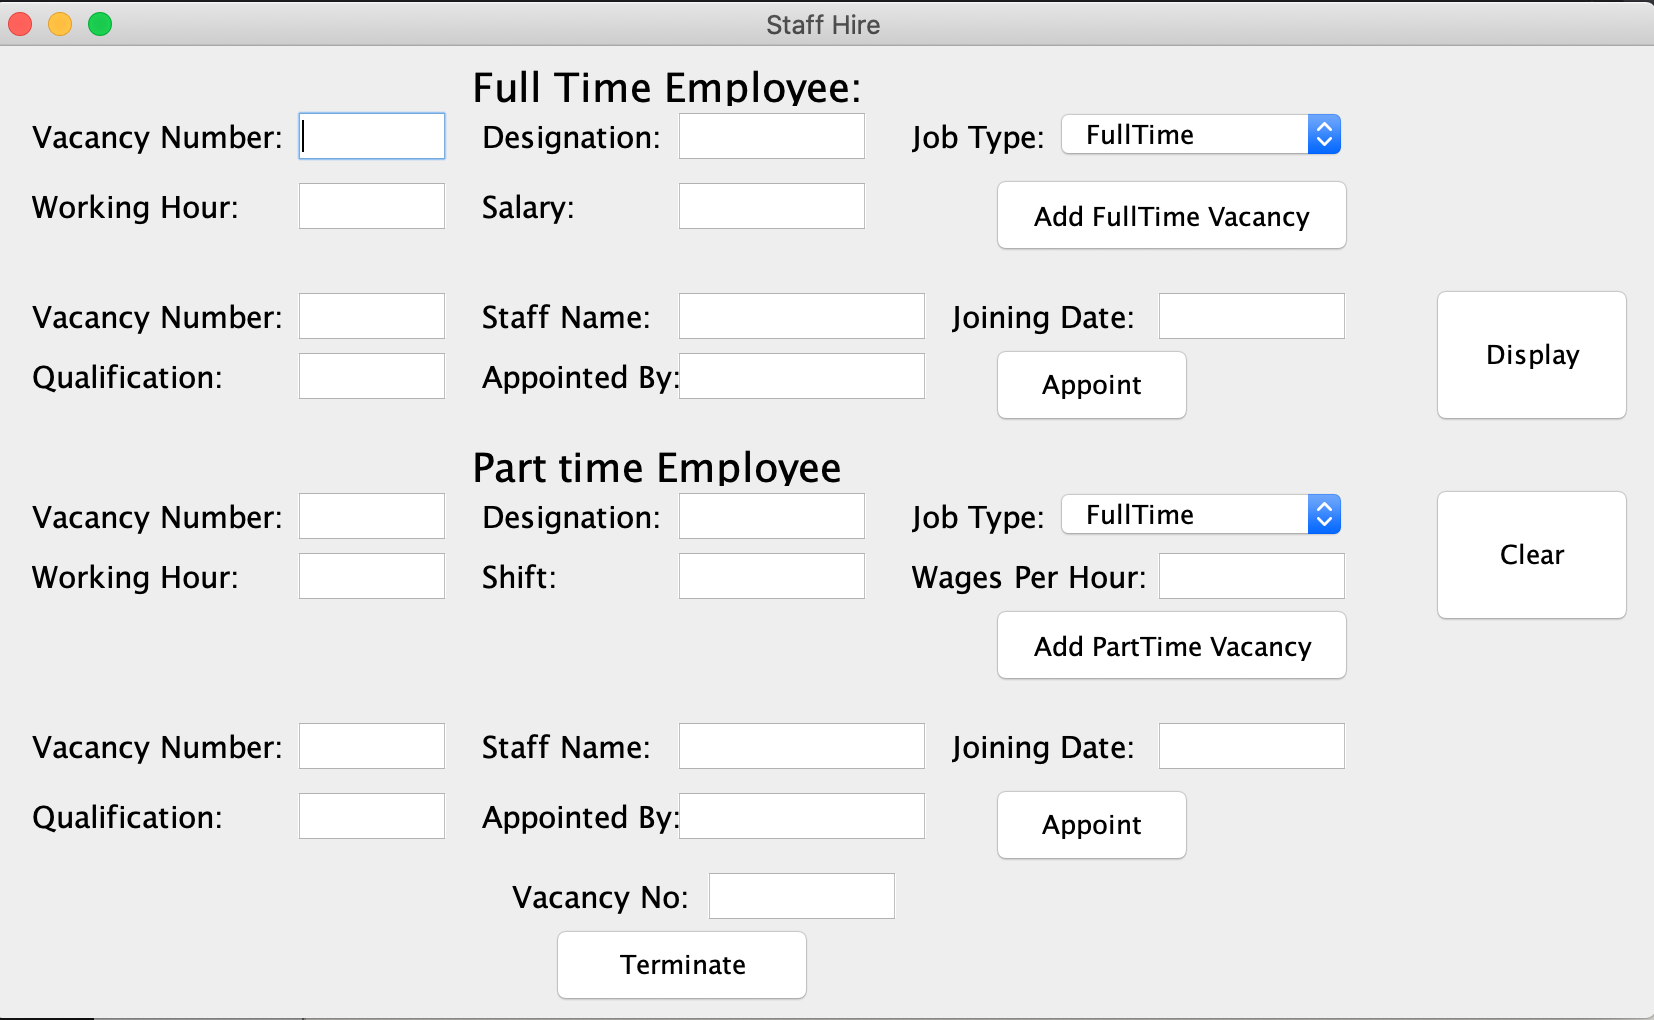 Staff Hire
Full Time Employee:
Vacancy Number: Designation: Job Type: FullTime
Working Hour: Salary: Add FullTime Vacancy
Vacancy Number: Staff Name: Joining Date:
Display
Qualification: Appointed By: Appoint
Part time Employee
Vacancy Number: Designation: Job Type: FullTime
Clear
Working Hour: Shift: Wages Per Hour:
Add PartTime Vacancy
Vacancy Number: Staff Name: Joining Date:
Qualification: Appointed By: Appoint
Vacancy No:
Terminate